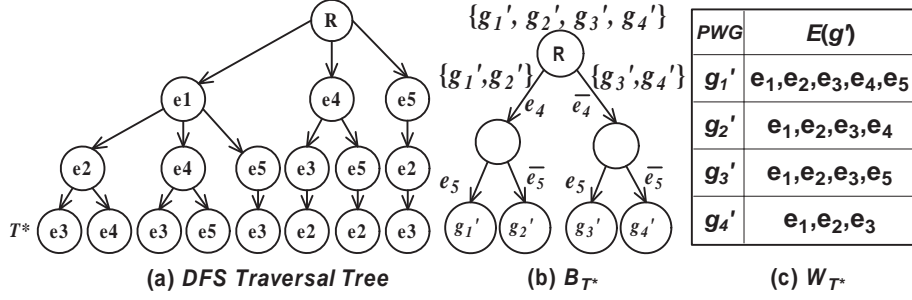 R
e1 e4 e5
e2 e4 e5 e3 e5 e2
T* e3 e4 e3 e5 e3 e2 e2 e3
(a) DFS Traversal Tree
{g1', g2', g3', g4'}
R
{g1',g2'} {g3',g4'}
e4 e̅4̅
e5 e̅5̅ e5 e̅5̅
g1' g2' g3' g4'
(b) BT*
PWG E(g')
g1' e1,e2,e3,e4,e5
g2' e1,e2,e3,e4
g3' e1,e2,e3,e5
g4' e1,e2,e3
(c) WT*